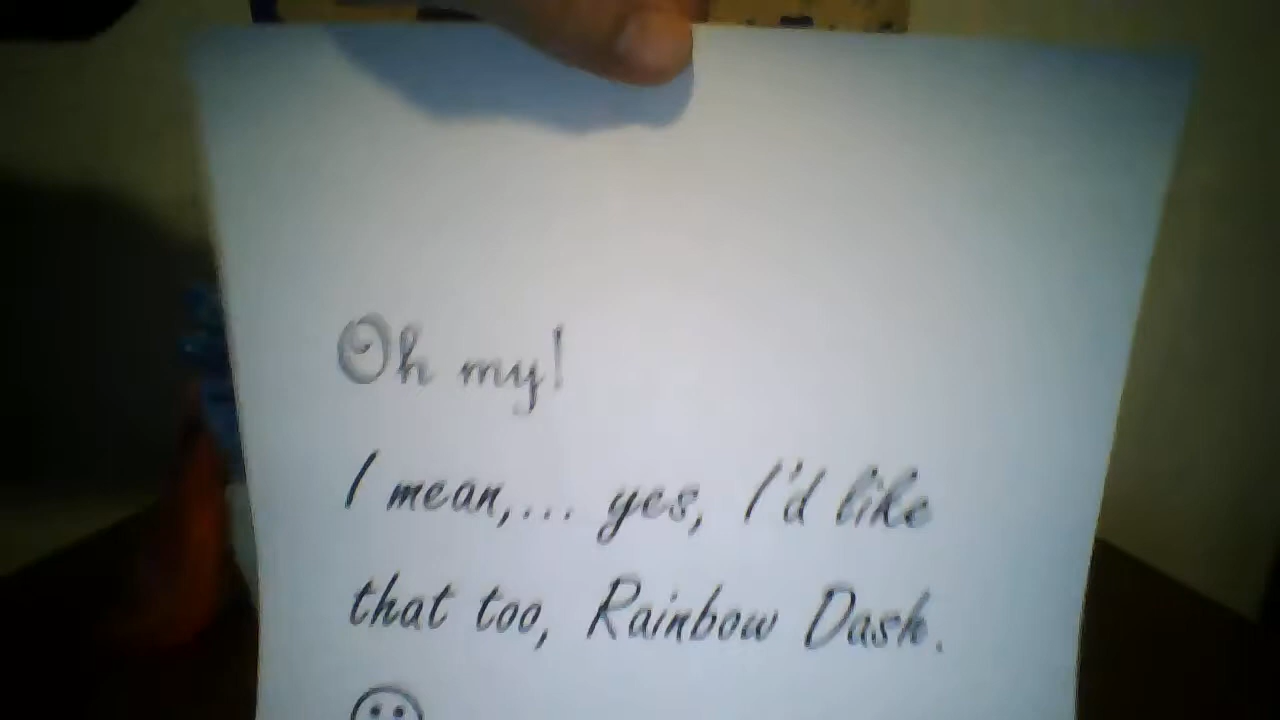 Oh my!
I mean,... yes, I'd like
that too, Rainbow Dash.